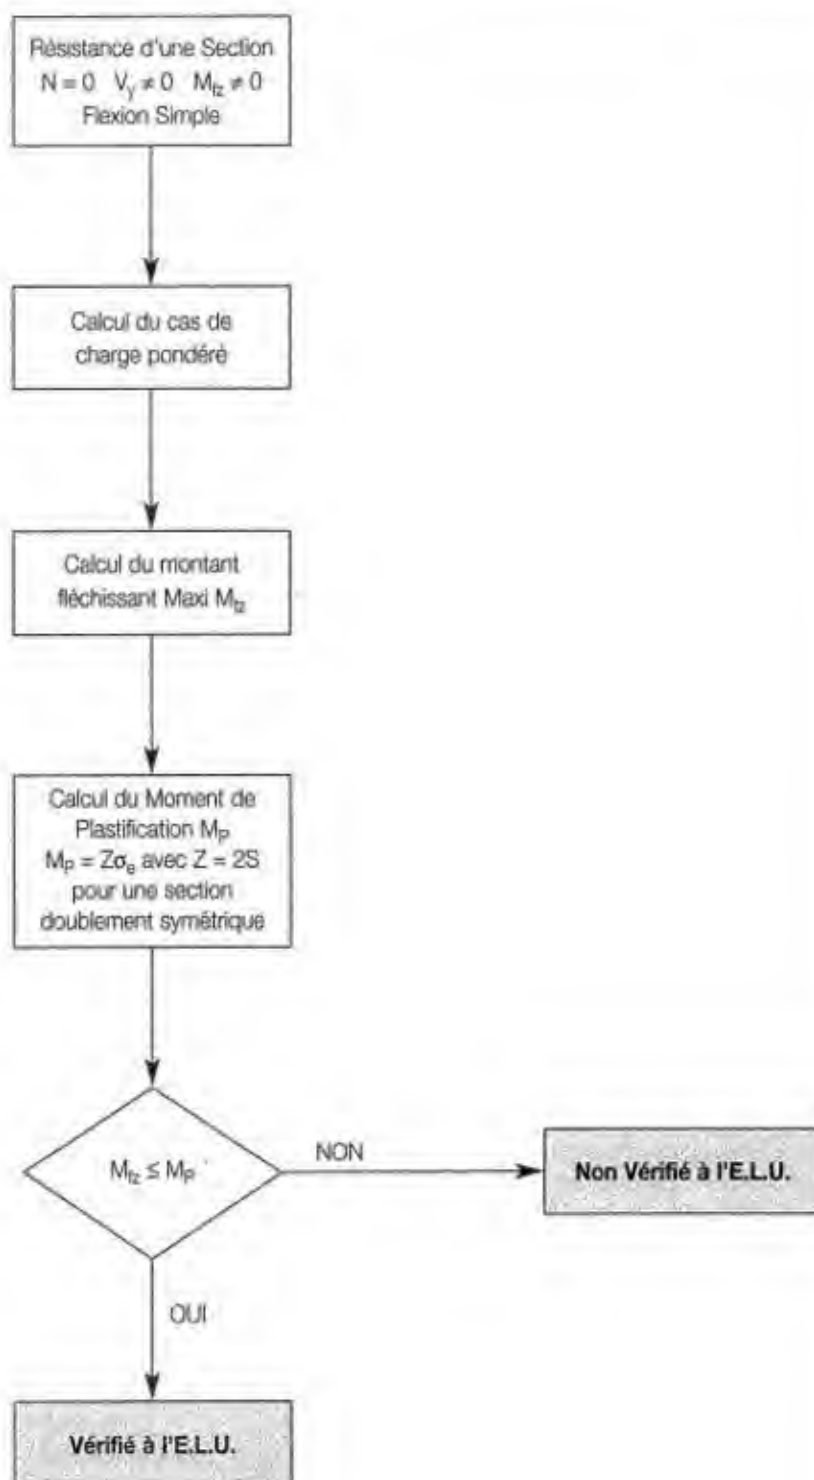 Résistance d'une Section
N = 0 V_y ≠ 0 M_fz ≠ 0
Flexion Simple
Calcul du cas de
charge pondéré
Calcul du montant
fléchissant Maxi M_fz
Calcul du Moment de
Plastification M_P
M_P = Zσ_e avec Z = 2S
pour une section
doublement symétrique
M_fz ≤ M_P
NON
Non Vérifié à l'E.L.U.
OUI
Vérifié à l'E.L.U.